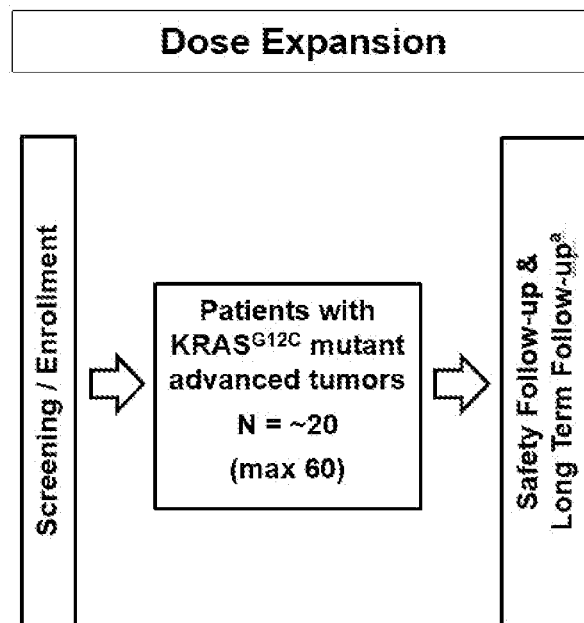 Dose Expansion
Screening / Enrollment
Patients with
KRASG12C mutant
advanced tumors
N = ~20
(max 60)
Safety Follow-up &
Long Term Follow-upa